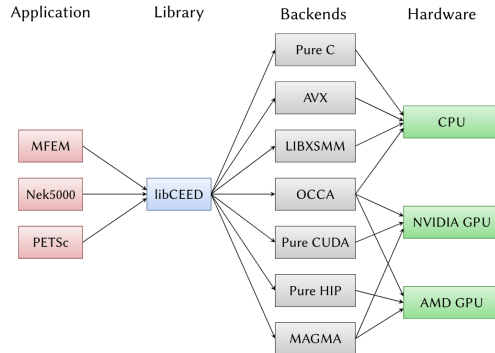 Application
Library
Backends
Hardware
Pure C
AVX
CPU
MFEM
LIBXSMM
Nek5000
libCEED
OCCA
NVIDIA GPU
PETSc
Pure CUDA
Pure HIP
AMD GPU
MAGMA